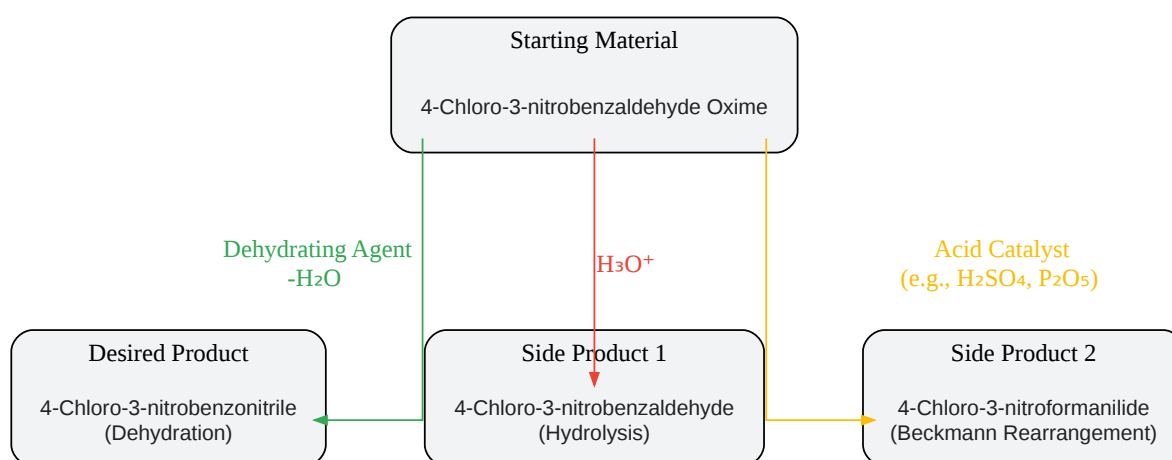 Starting Material
4-Chloro-3-nitrobenzaldehyde Oxime
Dehydrating Agent
-H₂O
H₃O⁺
Acid Catalyst
(e.g., H₂SO₄, P₂O₅)
Desired Product
4-Chloro-3-nitrobenzonitrile
(Dehydration)
Side Product 1
4-Chloro-3-nitrobenzaldehyde
(Hydrolysis)
Side Product 2
4-Chloro-3-nitroformanilide
(Beckmann Rearrangement)